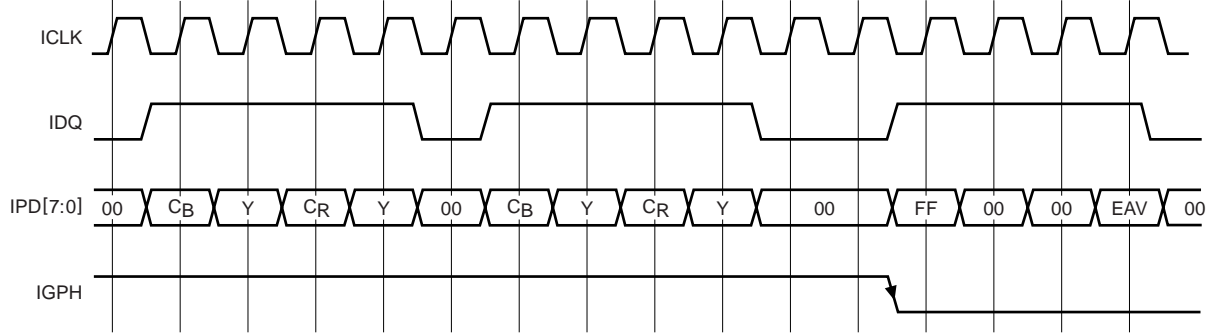 ICLK
IDQ
IPD[7:0] 00 CB Y CR Y 00 CB Y CR Y 00 FF 00 00 EAV 00
IGPH